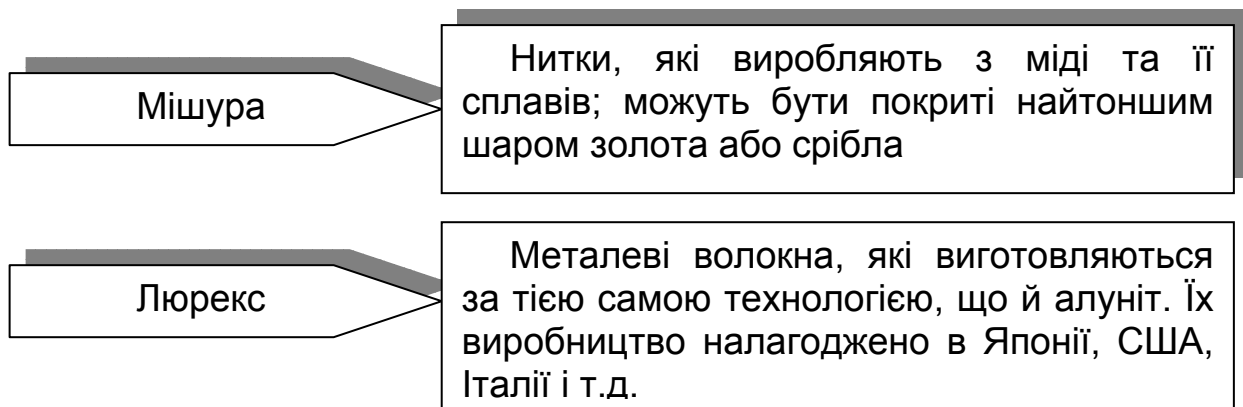 Мішура
Нитки, які виробляють з міді та її
сплавів; можуть бути покриті найтоншим
шаром золота або срібла
Люрекс
Металеві волокна, які виготовляються
за тією самою технологією, що й алуніт. Їх
виробництво налагоджено в Японії, США,
Італії і т.д.